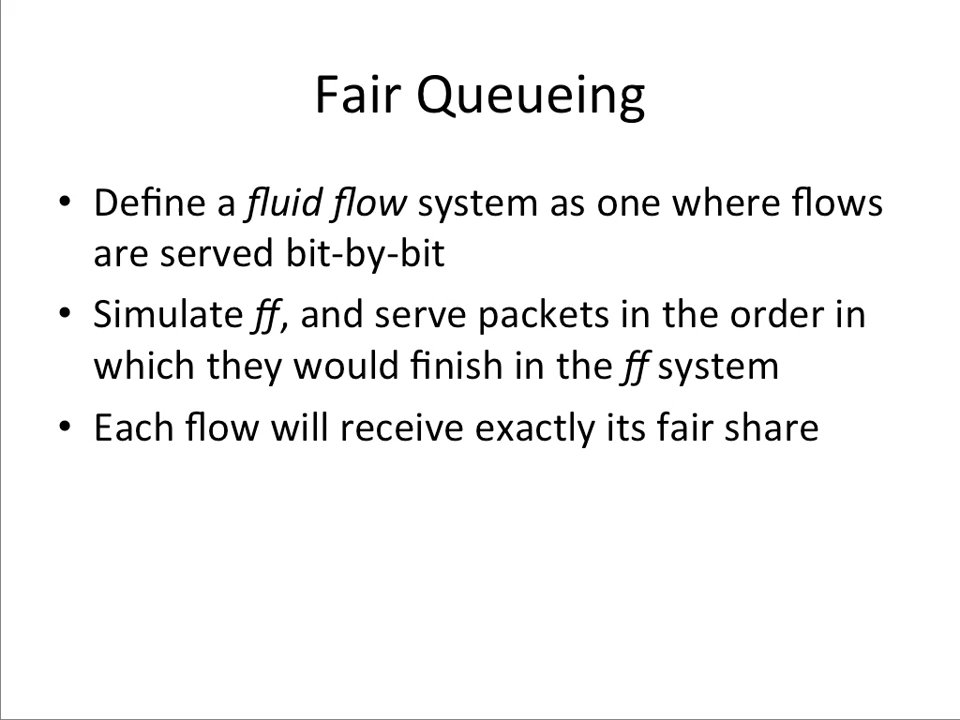 Fair Queueing
• Define a fluid flow system as one where flows
are served bit-by-bit
• Simulate ff, and serve packets in the order in
which they would finish in the ff system
• Each flow will receive exactly its fair share